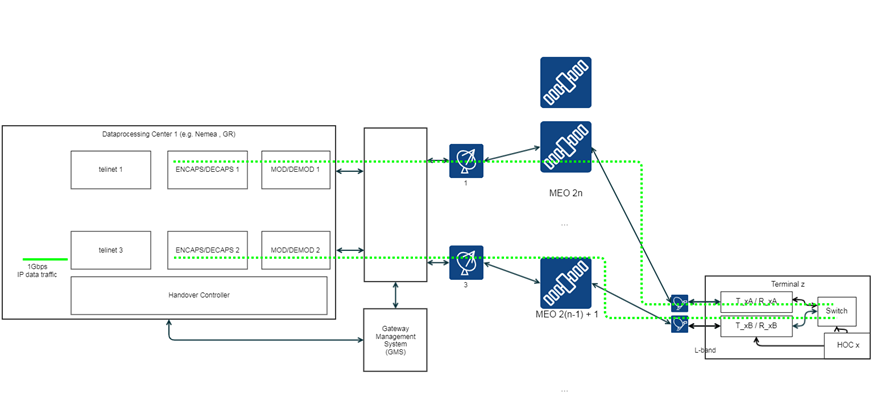 Dataprocessing Center 1 (e.g. Nemea , GR)
telinet 1
ENCAPS/DECAPS 1
MOD/DEMOD 1
1
MEO 2n
...
telinet 3
ENCAPS/DECAPS 2
MOD/DEMOD 2
1Gbps
IP data traffic
3
Handover Controller
MEO 2(n-1) + 1
Gateway
Management
System
(GMS)
Terminal z
T_xA / R_xA
Switch
T_xB / R_xB
L-band
HOC x
...